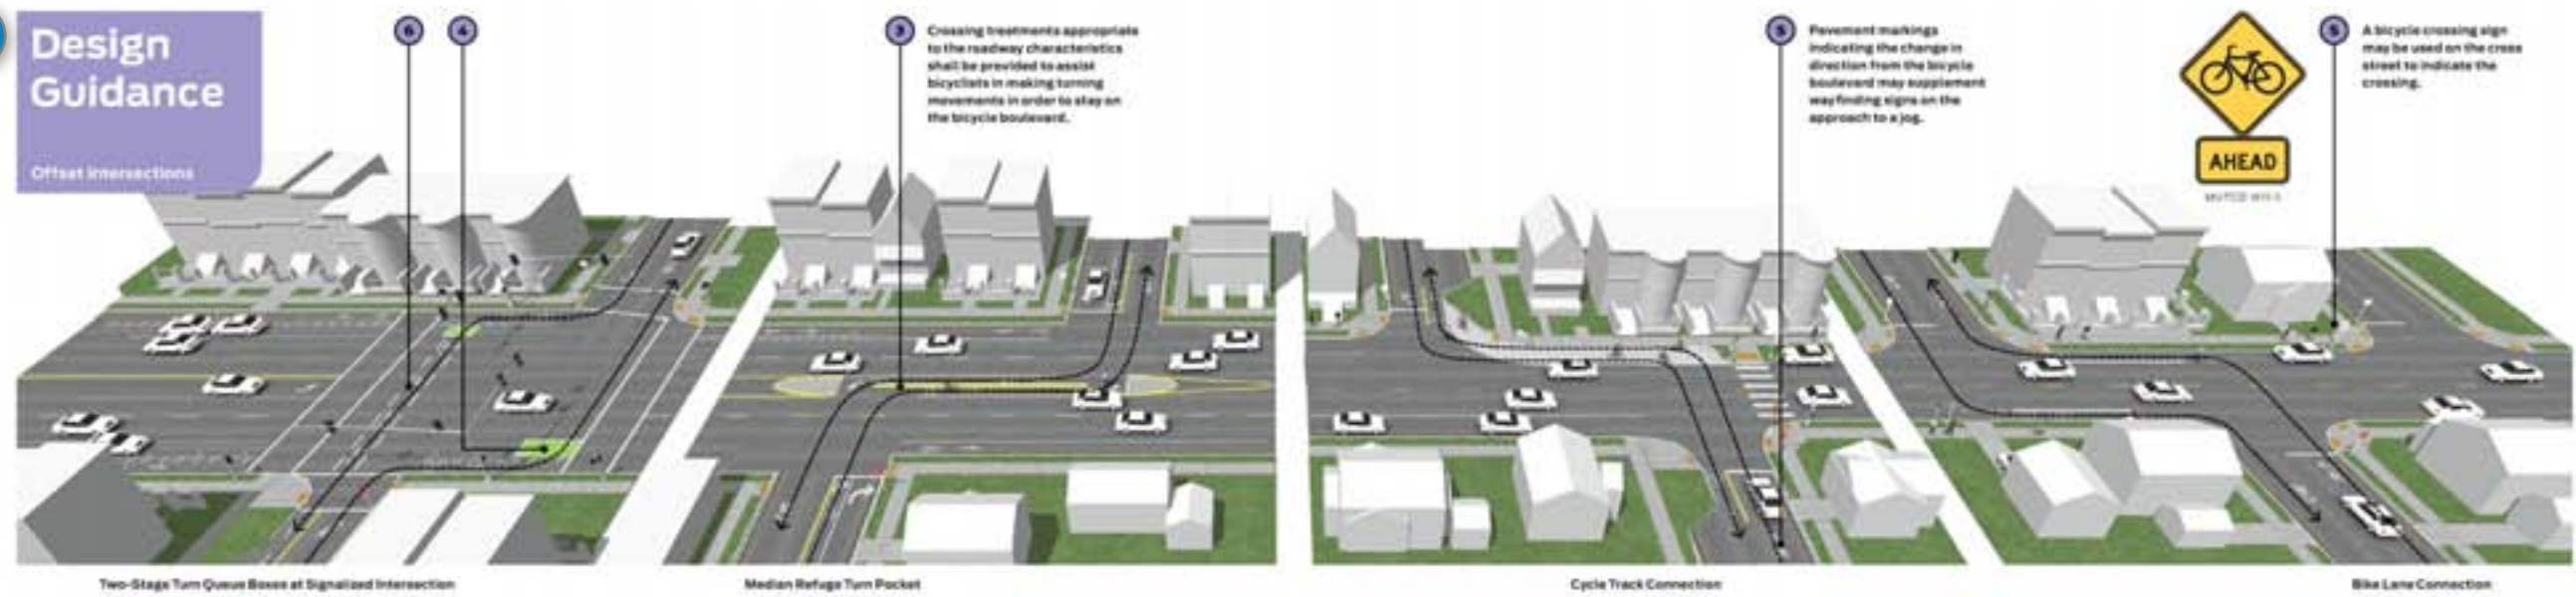 Design
Guidance
Offset Intersections
6
4
3
Crossing treatments appropriate
to the roadway characteristics
shall be provided to assist
bicyclists in making turning
movements in order to stay on
the bicycle boulevard.
Pavement markings
indicating the change in
direction from the bicycle
boulevard may supplement
wayfinding signs on the
approach to a jog.
AHEAD
A bicycle crossing sign
may be used on the cross
street to indicate the
crossing.
Two-Stage Turn Queue Boxes at Signalized Intersection
Median Refuge Turn Pocket
Cycle Track Connection
Bike Lane Connection